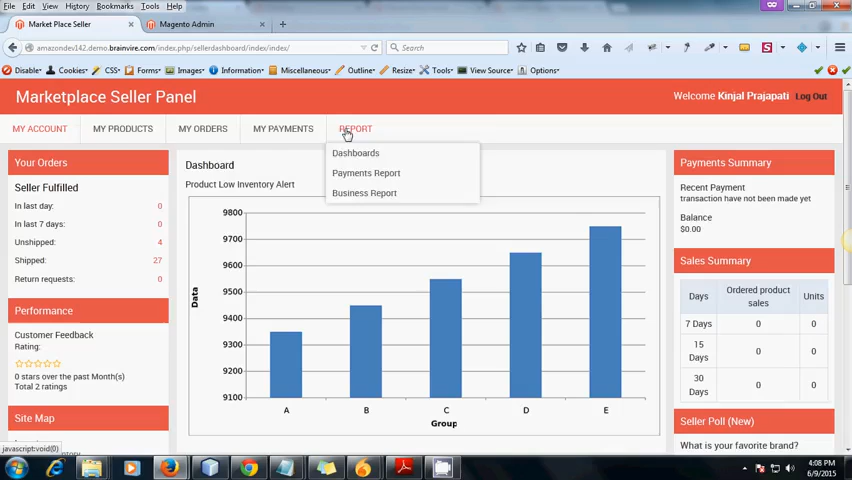 File Edit View History Bookmarks Tools Help
Market Place Seller
Magento Admin
amazondev142.demo.brainvire.com/index.php/sellerdashboard/index/index/
Search
Disable Cookies CSS Forms Images Information Miscellaneous Outline Resize Tools View Source Options
Marketplace Seller Panel
Welcome Kinjal Prajapati Log Out
MY ACCOUNT MY PRODUCTS MY ORDERS MY PAYMENTS REPORT
Dashboards
Payments Report
Business Report
Your Orders
Seller Fulfilled
In last day: 0
In last 7 days: 0
Unshipped: 4
Shipped: 27
Return requests: 0
Performance
Customer Feedback
Rating:
0 stars over the past Month(s)
Total 2 ratings
Site Map
Dashboard
Product Low Inventory Alert
9800
9700
9600
9500
9400
9300
9200
9100
Data
A B C D E
Group
Payments Summary
Recent Payment
transaction have not been made yet
Balance
$0.00
Sales Summary
Days Ordered product sales Units
7 Days 0 0
15 Days 0 0
30 Days 0 0
Seller Poll (New)
What is your favorite brand?
javascript:void(0)
4:08 PM
6/9/2015